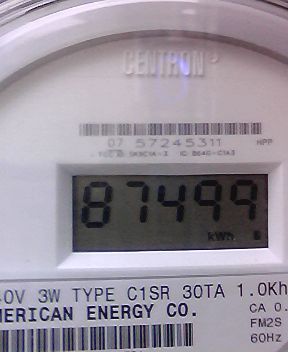 CENTRON®
07 57245311 HPP
87499
kWh
0V 3W TYPE C1SR 30TA 1.0Kh
MERICAN ENERGY CO. CA 0.
FM2S
60Hz